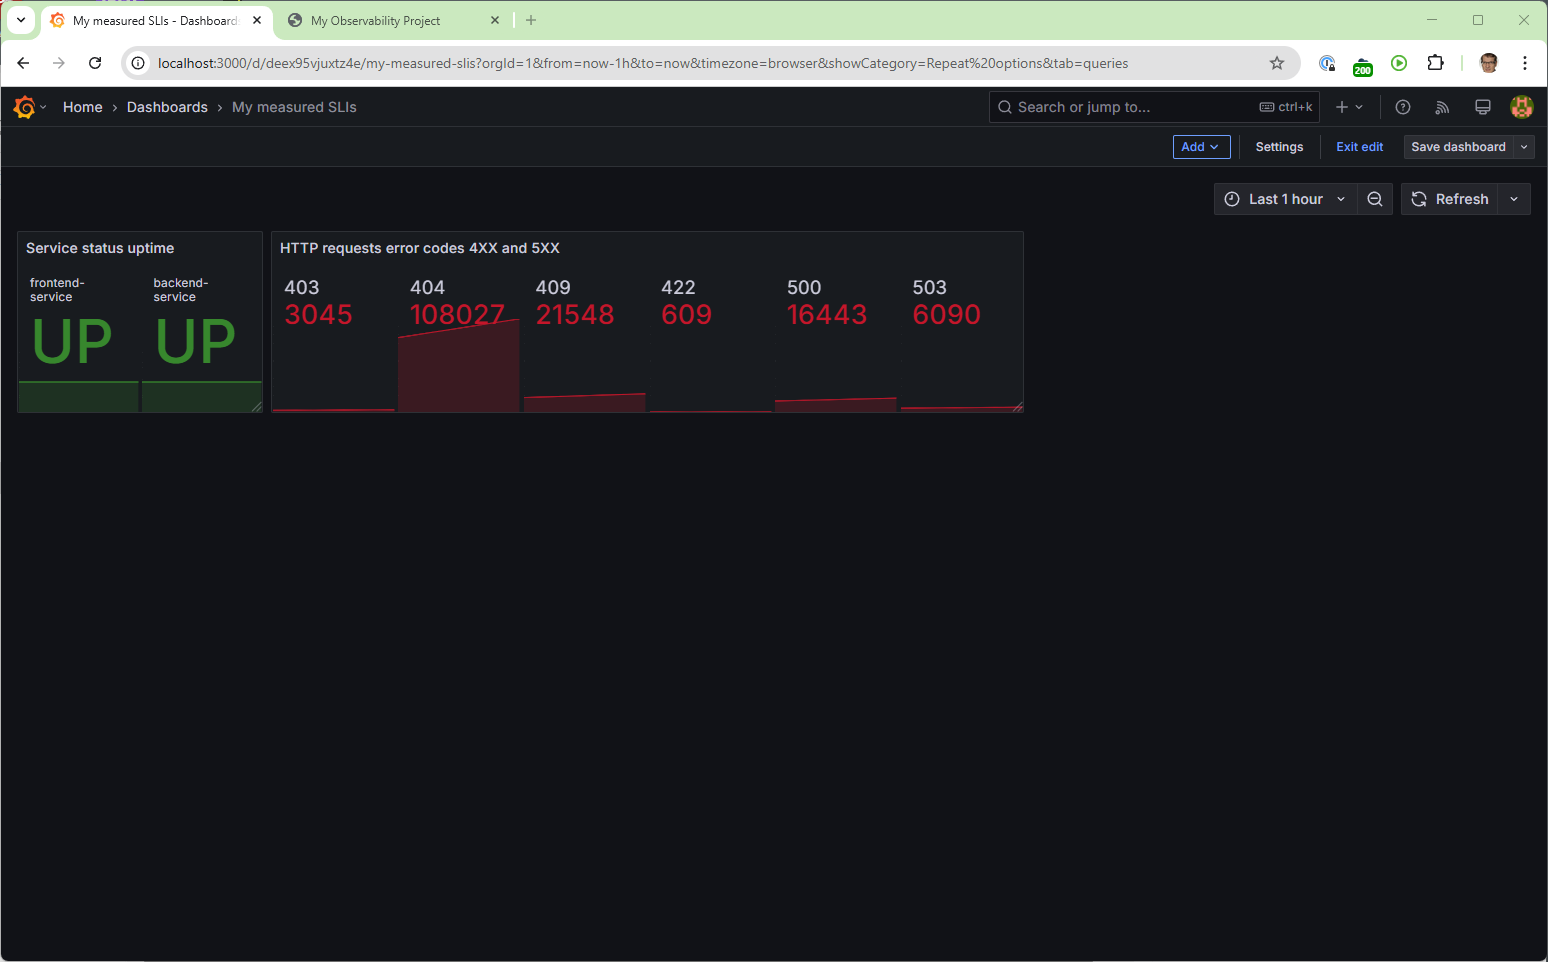 My measured SLIs - Dashboards
My Observability Project
localhost:3000/d/deex95vjuxtz4e/my-measured-slis?orgId=1&from=now-1h&to=now&timezone=browser&showCategory=Repeat%20options&tab=queries
200
Home › Dashboards › My measured SLIs
Search or jump to...
ctrl+k
Add
Settings
Exit edit
Save dashboard
Last 1 hour
Refresh
Service status uptime
frontend-
service
UP
backend-
service
UP
HTTP requests error codes 4XX and 5XX
403
3045
404
108027
409
21548
422
609
500
16443
503
6090